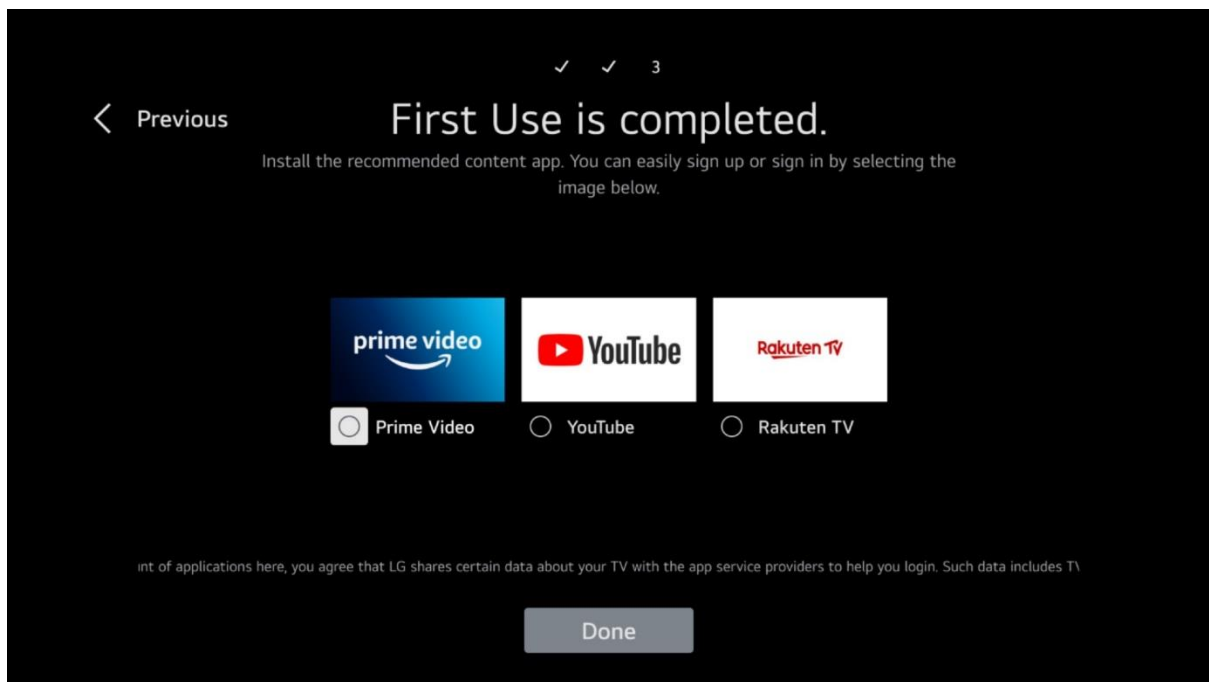 3
Previous
First Use is completed.
Install the recommended content app. You can easily sign up or sign in by selecting the
image below.
prime video
YouTube
Rakuten TV
Prime Video
YouTube
Rakuten TV
of applications here, you agree that LG shares certain data about your TV with the app service providers to help you login. Such data includes
Done